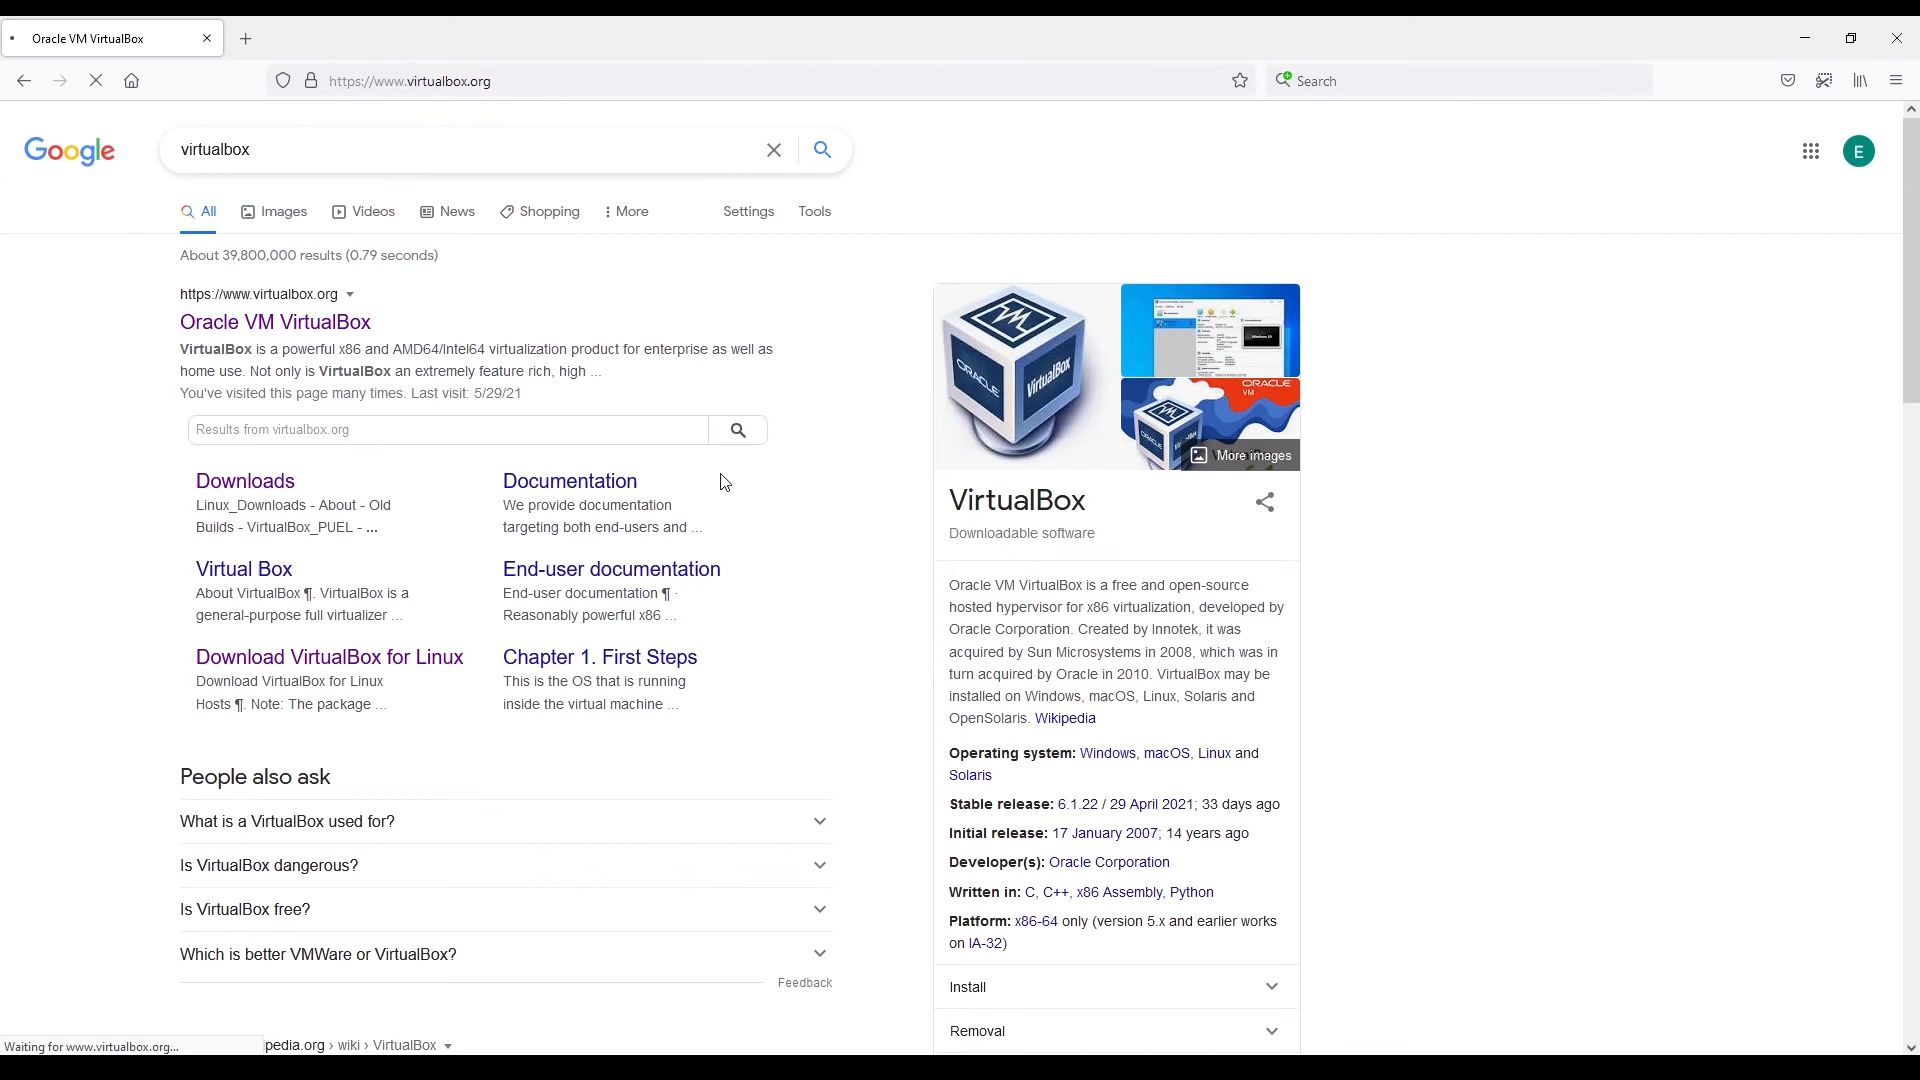 Oracle VM VirtualBox
https://www.virtualbox.org
Search
Google
virtualbox
E
All
Images
Videos
News
Shopping
More
Settings
Tools
About 39,800,000 results (0.79 seconds)
https://www.virtualbox.org
Oracle VM VirtualBox
VirtualBox is a powerful x86 and AMD64/Intel64 virtualization product for enterprise as well as
home use. Not only is VirtualBox an extremely feature rich, high ...
You've visited this page many times. Last visit: 5/29/21
Results from virtualbox.org
Downloads
Linux_Downloads - About - Old
Builds - VirtualBox_PUEL - ...
Documentation
We provide documentation
targeting both end-users and ...
Virtual Box
About VirtualBox ¶. VirtualBox is a
general-purpose full virtualizer ...
End-user documentation
End-user documentation ¶ ·
Reasonably powerful x86 ...
Download VirtualBox for Linux
Download VirtualBox for Linux
Hosts ¶. Note: The package ...
Chapter 1. First Steps
This is the OS that is running
inside the virtual machine ...
People also ask
What is a VirtualBox used for?
Is VirtualBox dangerous?
Is VirtualBox free?
Which is better VMWare or VirtualBox?
Feedback
Waiting for www.virtualbox.org...
pedia.org › wiki › VirtualBox
ORACLE
VirtualBox
ORACLE
VM
More images
VirtualBox
Downloadable software
Oracle VM VirtualBox is a free and open-source
hosted hypervisor for x86 virtualization, developed by
Oracle Corporation. Created by Innotek, it was
acquired by Sun Microsystems in 2008, which was in
turn acquired by Oracle in 2010. VirtualBox may be
installed on Windows, macOS, Linux, Solaris and
OpenSolaris. Wikipedia
Operating system: Windows, macOS, Linux and
Solaris
Stable release: 6.1.22 / 29 April 2021; 33 days ago
Initial release: 17 January 2007; 14 years ago
Developer(s): Oracle Corporation
Written in: C, C++, x86 Assembly, Python
Platform: x86-64 only (version 5.x and earlier works
on IA-32)
Install
Removal